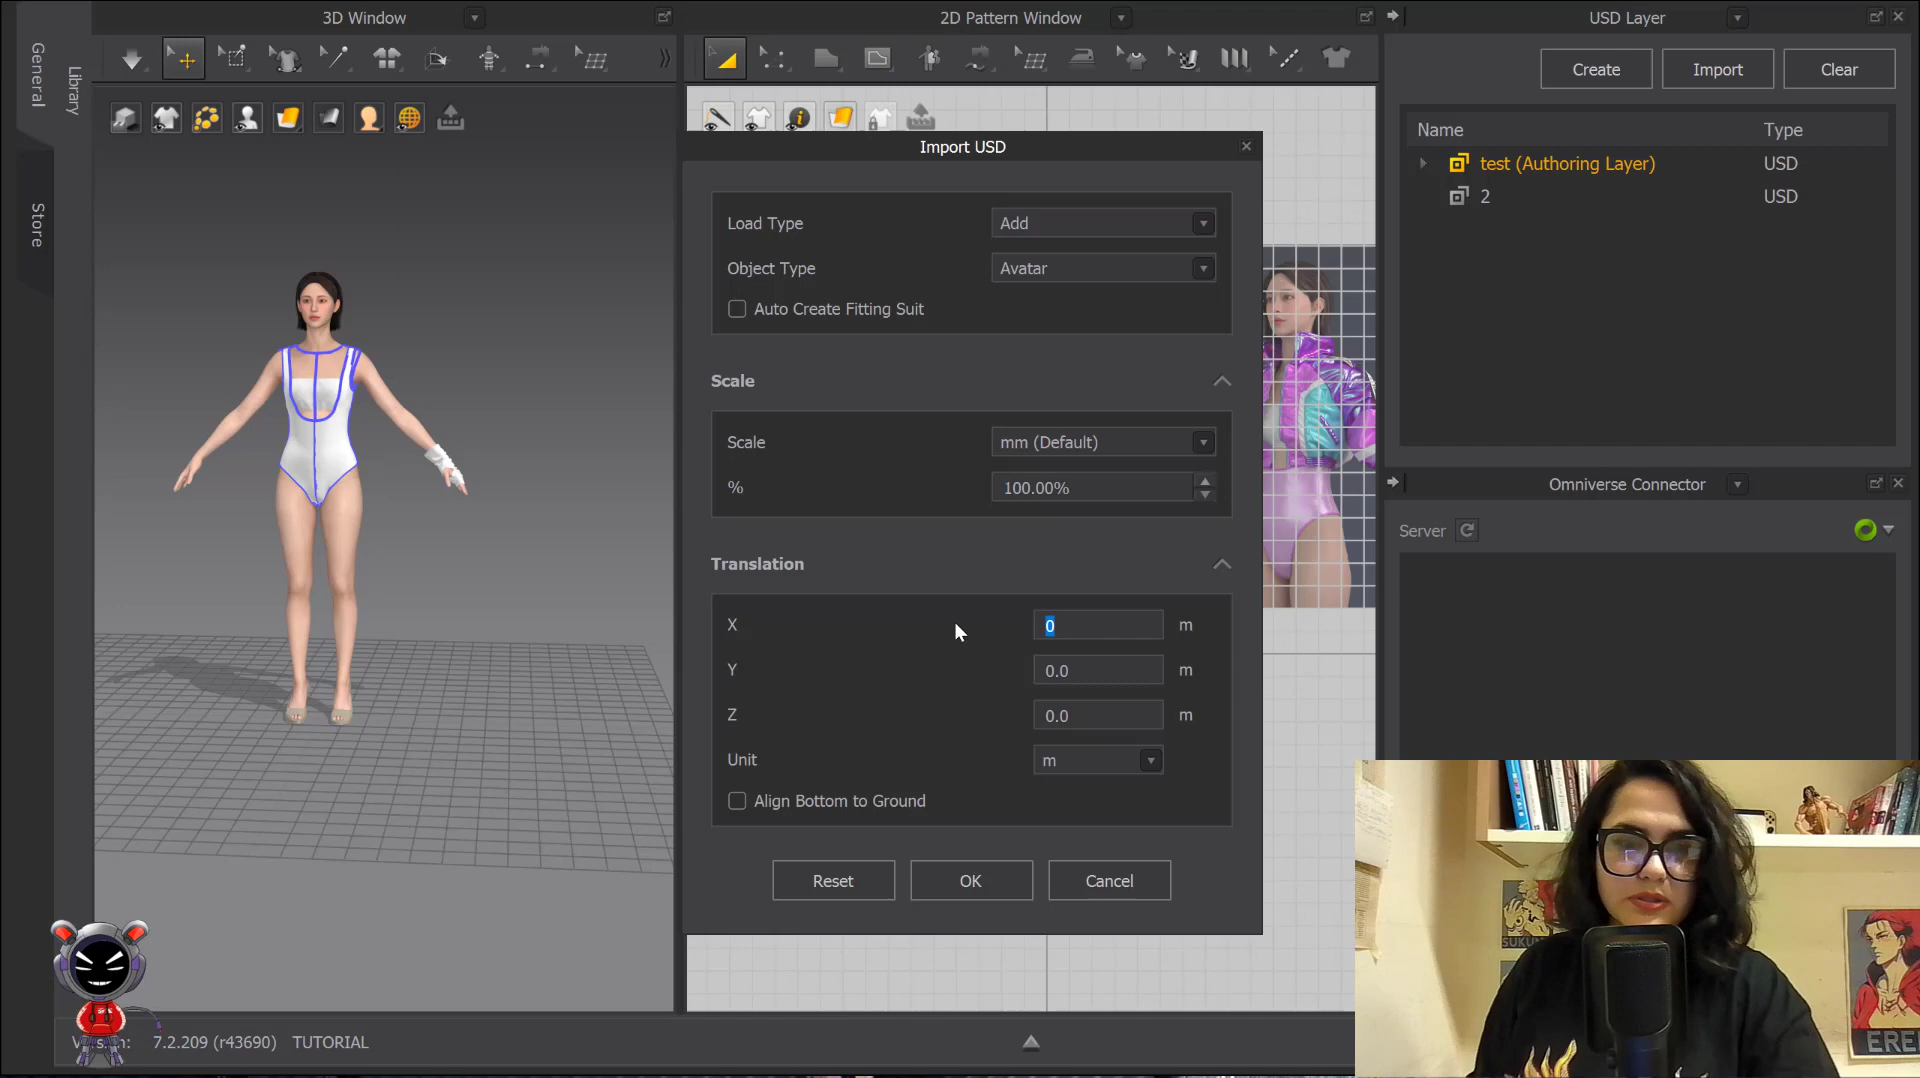 3D Window
2D Pattern Window
USD Layer
General
Library
Store
Create
Import
Clear
Name
Type
test (Authoring Layer)
USD
2
USD
Import USD
Load Type
Add
Object Type
Avatar
Auto Create Fitting Suit
Scale
Scale
mm (Default)
%
100.00%
Translation
X
0
m
Y
0.0
m
Z
0.0
m
Unit
m
Align Bottom to Ground
Reset
OK
Cancel
Omniverse Connector
Server
7.2.209 (r43690)
TUTORIAL
SUKUN
EREN